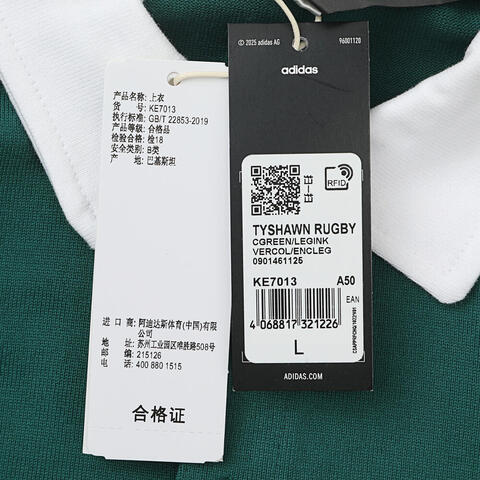 产品名称: 上衣
货 号: KE7013
执行标准: GB/T 22853-2019
产品等级: 合格品
检验合格: 检18
安全类别: B类
产 地: 巴基斯坦
进 口 商: 阿迪达斯体育(中国)有限
公司
地 址: 苏州工业园区唯亭路508号
邮 编: 215126
电 话: 400 880 1515
合格证
© 2025 adidas AG 96001120
adidas
RFID
TYSHAWN RUGBY
CGREEN/LEGINK
VERCOL/ENCLEG
0901461125
KE7013 A50
EAN
4 068817 321226
L
ADIDAS.COM